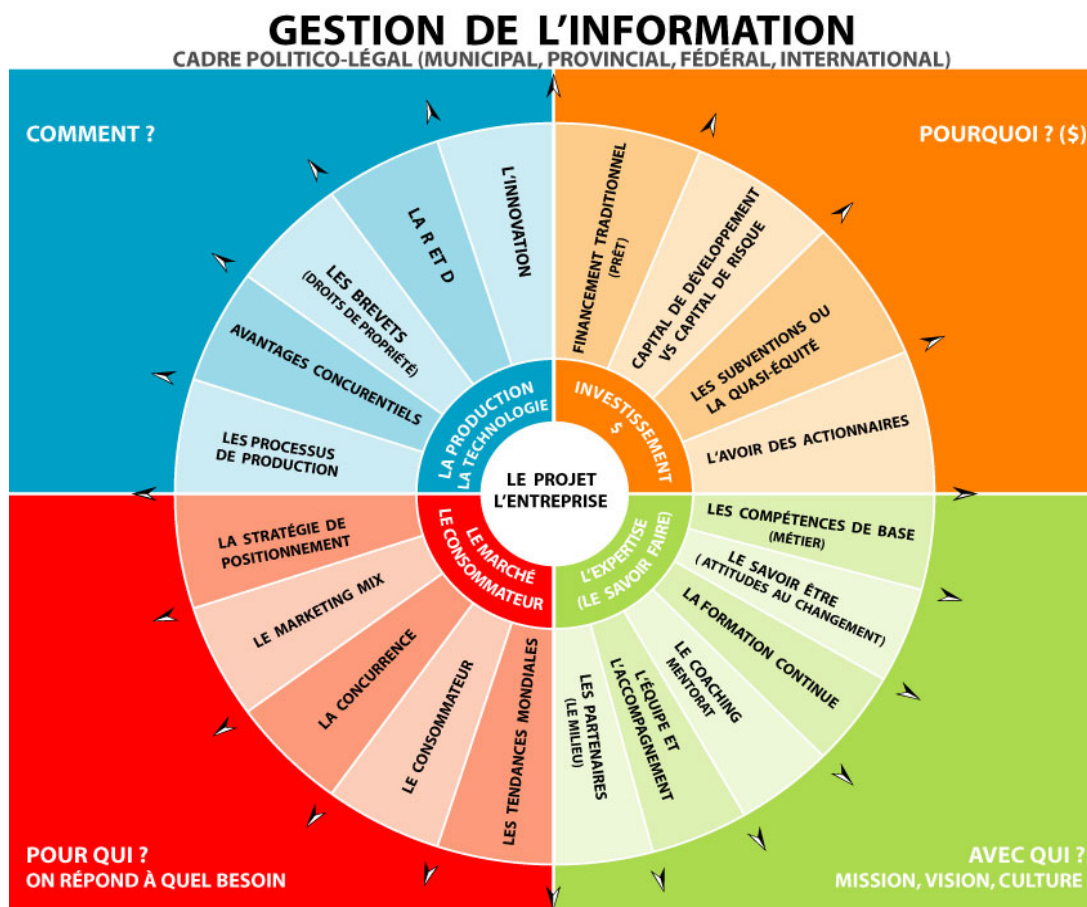 GESTION DE L'INFORMATION
CADRE POLITICO-LÉGAL (MUNICIPAL, PROVINCIAL, FÉDÉRAL, INTERNATIONAL)
COMMENT ?
POURQUOI ? ($)
L'INNOVATION
LA R ET D
LES BREVETS
(DROITS DE PROPRIÉTÉ)
AVANTAGES CONCURENTIELS
LES PROCESSUS
DE PRODUCTION
FINANCEMENT TRADITIONNEL
(PRÊT)
CAPITAL DE DÉVELOPPEMENT
VS CAPITAL DE RISQUE
LES SUBVENTIONS OU
LA QUASI-ÉQUITÉ
L'AVOIR DES ACTIONNAIRES
LA PRODUCTION
LA TECHNOLOGIE
INVESTISSEMENT
$
LE PROJET
L'ENTREPRISE
LE MARCHÉ
LE CONSOMMATEUR
L'EXPERTISE
(LE SAVOIR FAIRE)
LA STRATÉGIE DE
POSITIONNEMENT
LE MARKETING MIX
LA CONCURRENCE
LE CONSOMMATEUR
LES TENDANCES MONDIALES
LES COMPÉTENCES DE BASE
(MÉTIER)
LE SAVOIR ÊTRE
( ATTITUDES AU CHANGEMENT)
LA FORMATION CONTINUE
LE COACHING
MENTORAT
L'ÉQUIPE ET
L'ACCOMPAGNEMENT
LES PARTENAIRES
(LE MILIEU)
POUR QUI ?
ON RÉPOND À QUEL BESOIN
AVEC QUI ?
MISSION, VISION, CULTURE